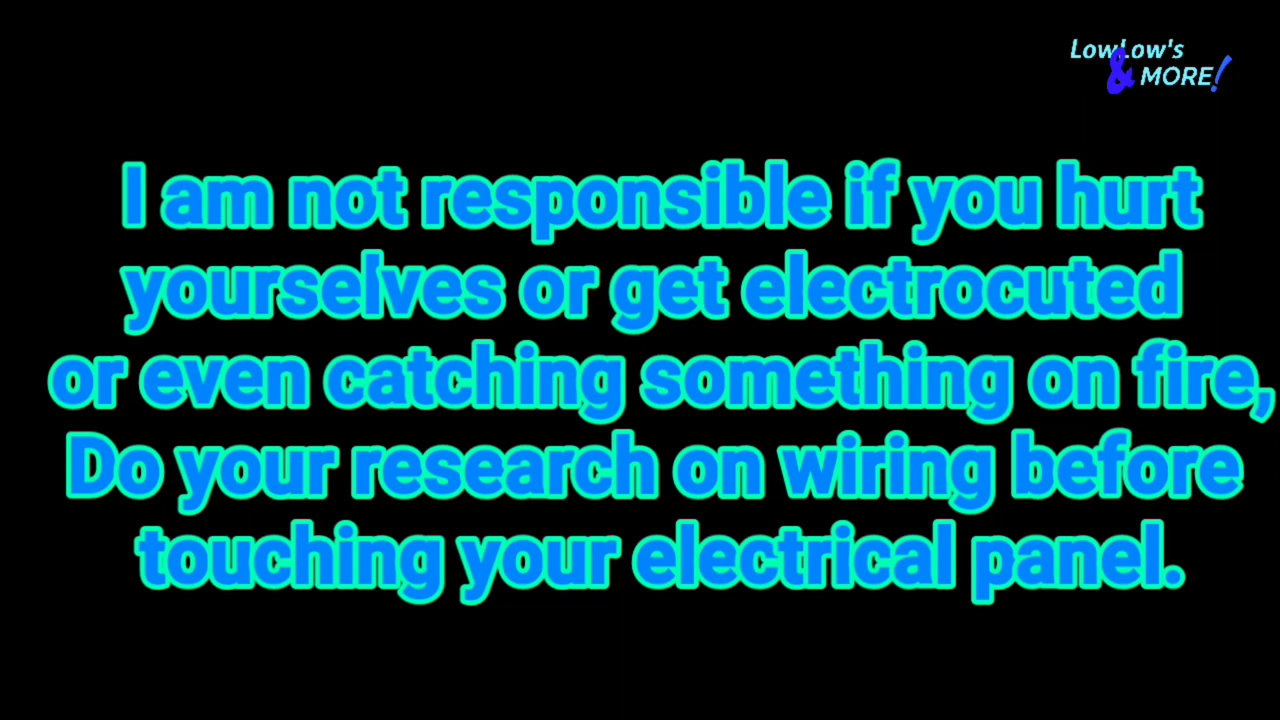 LowLow's
& MORE!
I am not responsible if you hurt
yourselves or get electrocuted
or even catching something on fire,
Do your research on wiring before
touching your electrical panel.